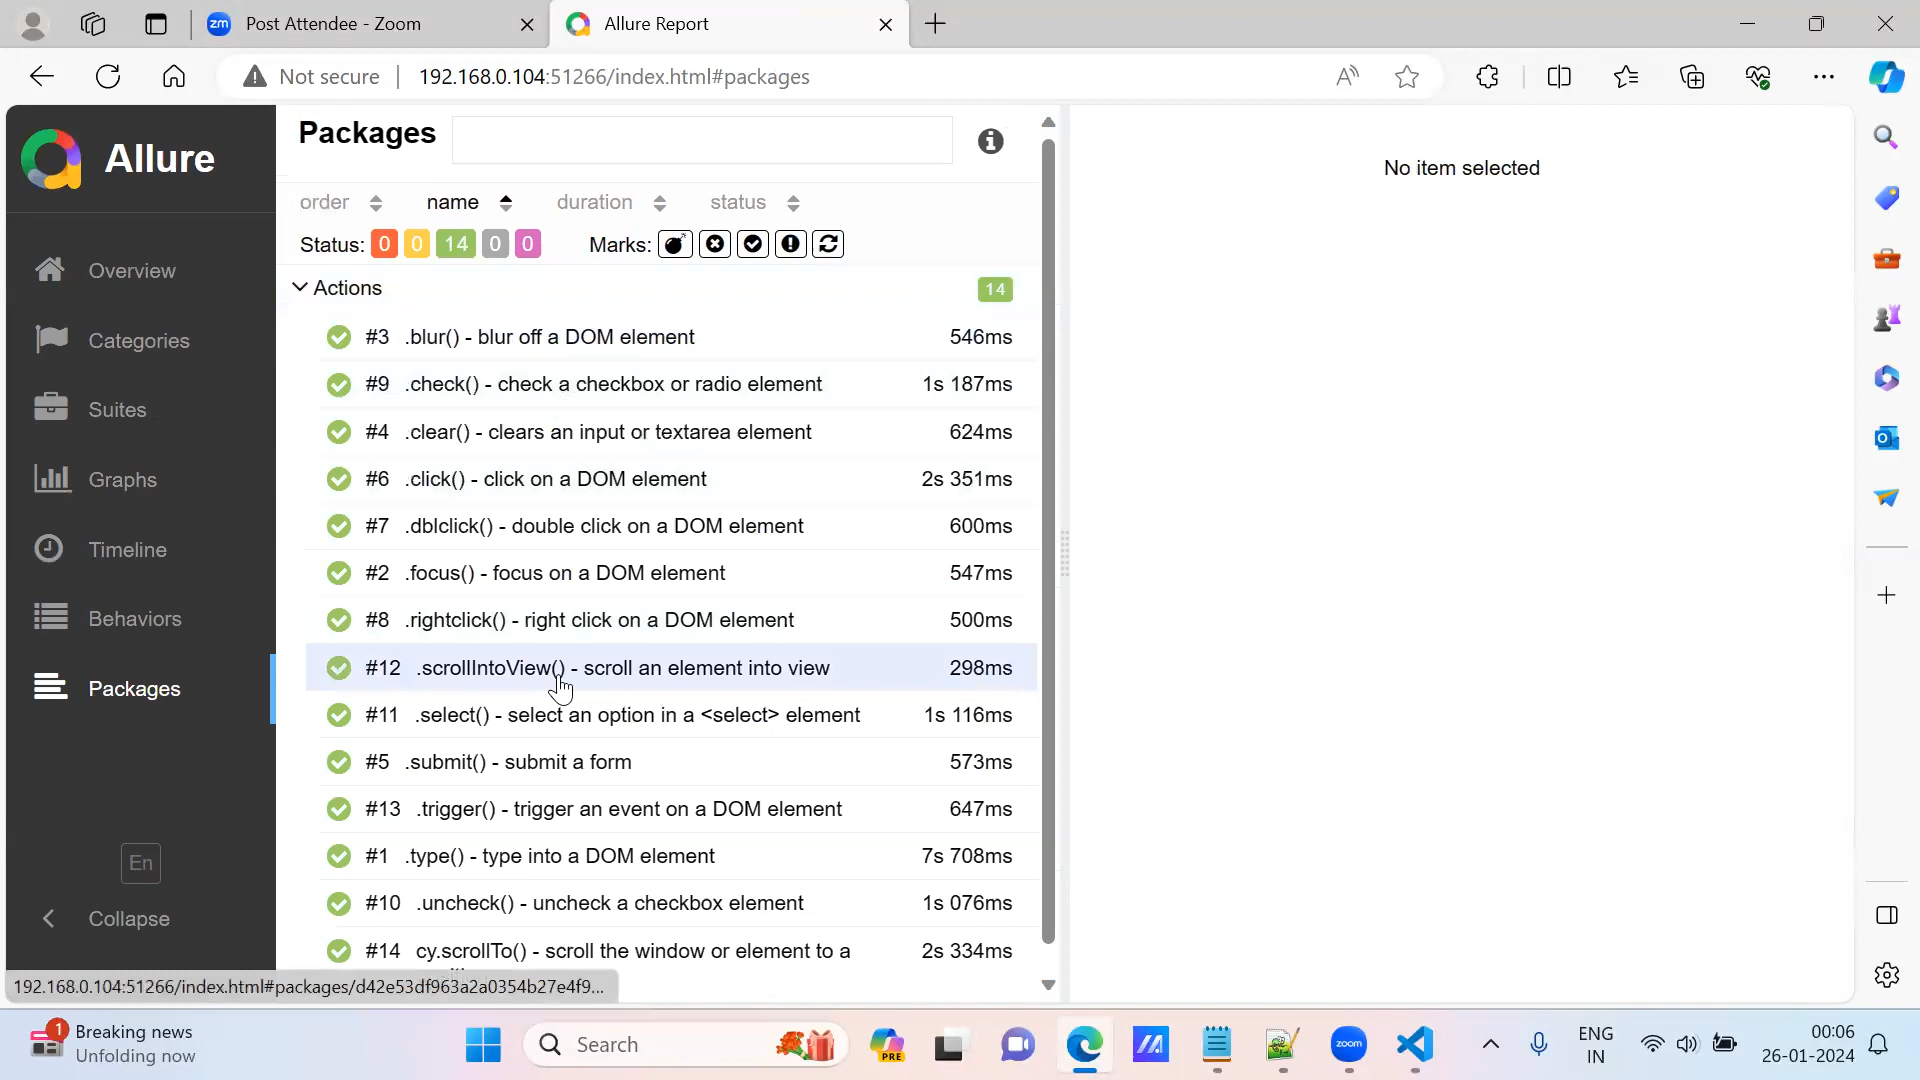 Post Attendee - Zoom
Allure Report
Not secure
192.168.0.104:51266/index.html#packages
Allure
Overview
Categories
Suites
Graphs
Timeline
Behaviors
Packages
En
Collapse
Packages
order name duration status
Status: 0 0 14 0 0 Marks:
Actions 14
#3 .blur() - blur off a DOM element 546ms
#9 .check() - check a checkbox or radio element 1s 187ms
#4 .clear() - clears an input or textarea element 624ms
#6 .click() - click on a DOM element 2s 351ms
#7 .dblclick() - double click on a DOM element 600ms
#2 .focus() - focus on a DOM element 547ms
#8 .rightclick() - right click on a DOM element 500ms
#12 .scrollIntoView() - scroll an element into view 298ms
#11 .select() - select an option in a <select> element 1s 116ms
#5 .submit() - submit a form 573ms
#13 .trigger() - trigger an event on a DOM element 647ms
#1 .type() - type into a DOM element 7s 708ms
#10 .uncheck() - uncheck a checkbox element 1s 076ms
#14 cy.scrollTo() - scroll the window or element to a 2s 334ms
No item selected
192.168.0.104:51266/index.html#packages/d42e53df963a2a0354b27e4f9...
1
Breaking news
Unfolding now
Search
PRE
zoom
ENG
IN
00:06
26-01-2024